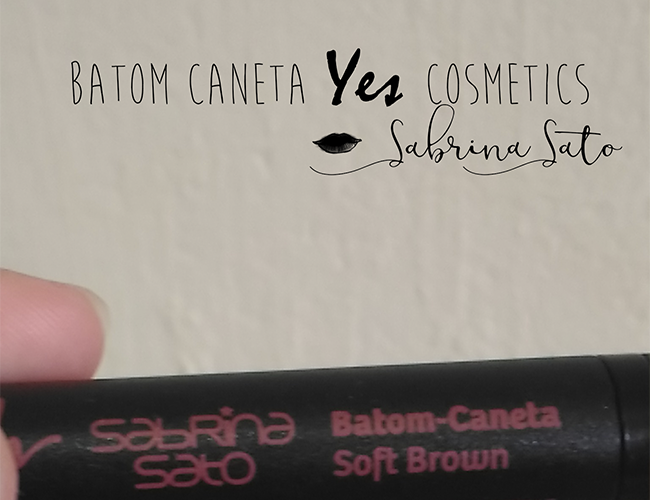 BATOM CANETA Yes COSMETICS
Sabrina Sato
SabRina Sato
Batom-Caneta
Soft Brown